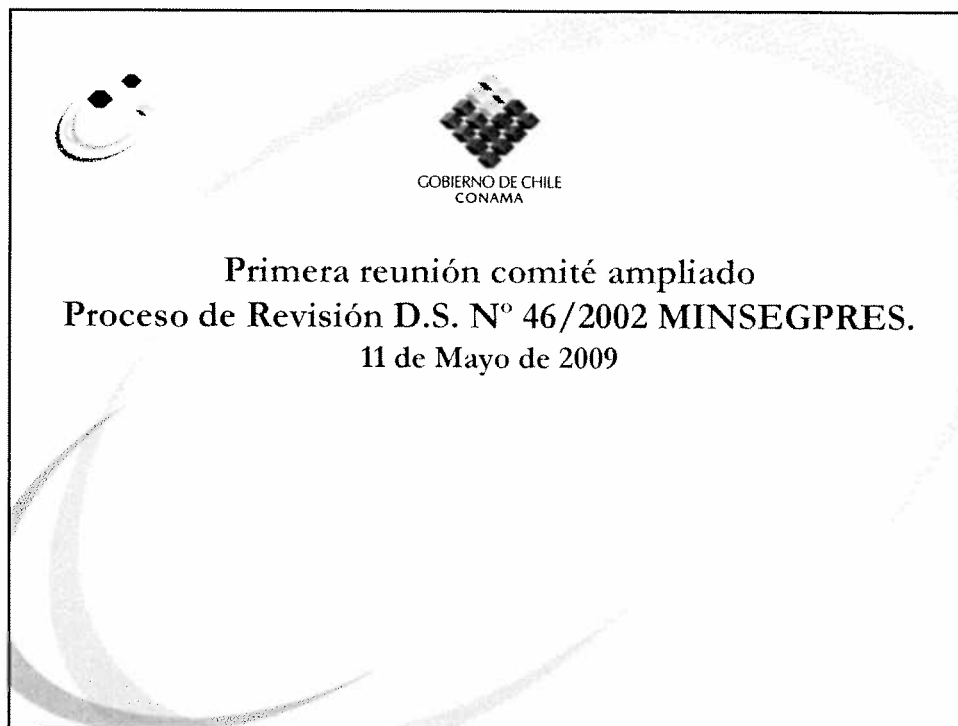 GOBIERNO DE CHILE
CONAMA
Primera reunión comité ampliado
Proceso de Revisión D.S. Nº 46/2002 MINSEGPRES.
11 de Mayo de 2009